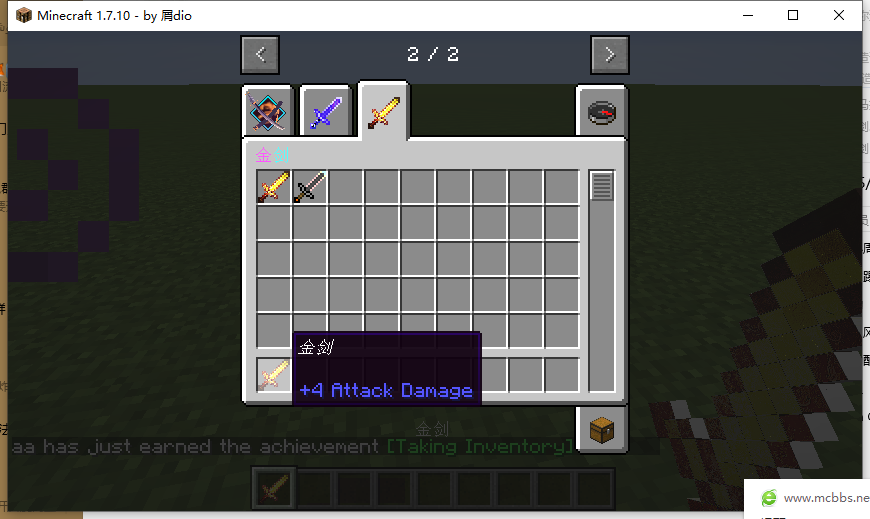 Minecraft 1.7.10 - by 屑dio
< 2 / 2 >
金剑
金剑
+4 Attack Damage
金剑
aa has just earned the achievement [Taking Inventory]
www.mcbbs.ne